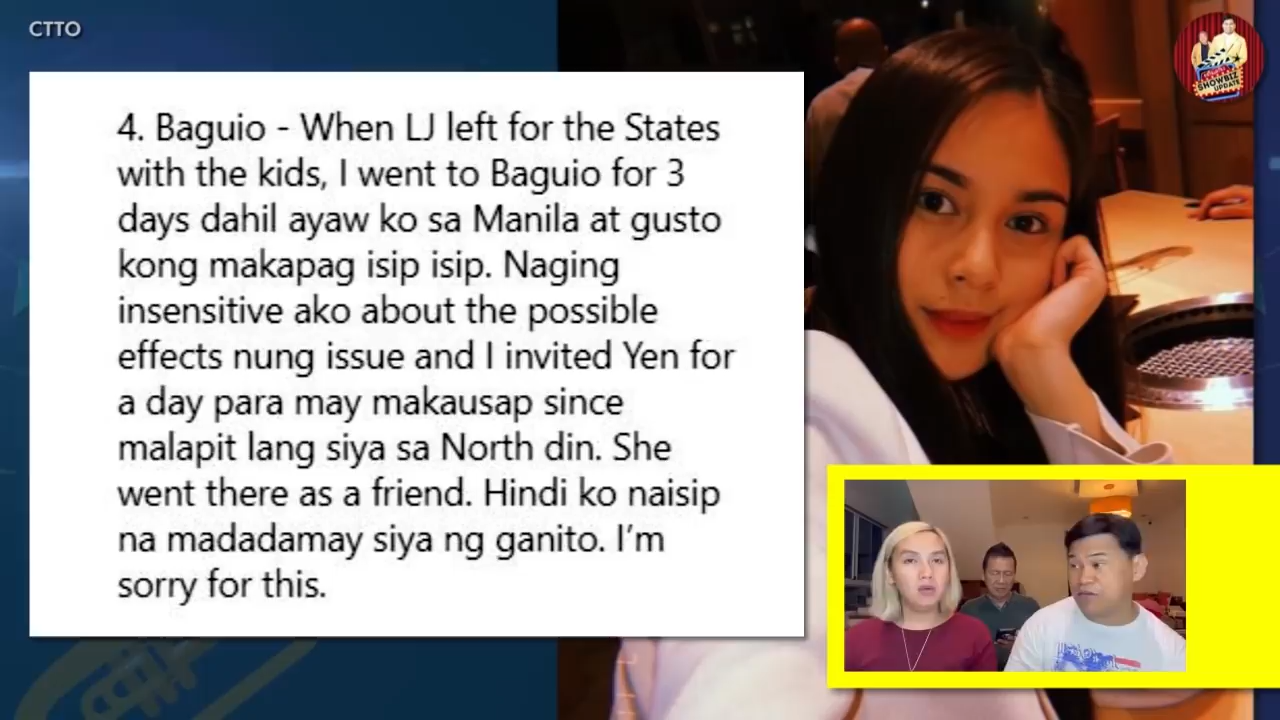 CTTO
4. Baguio - When LJ left for the States
with the kids, I went to Baguio for 3
days dahil ayaw ko sa Manila at gusto
kong makapag isip isip. Naging
insensitive ako about the possible
effects nung issue and I invited Yen for
a day para may makausap since
malapit lang siya sa North din. She
went there as a friend. Hindi ko naisip
na madadamay siya ng ganito. I’m
sorry for this.
SHOWBIZ
UPDATE